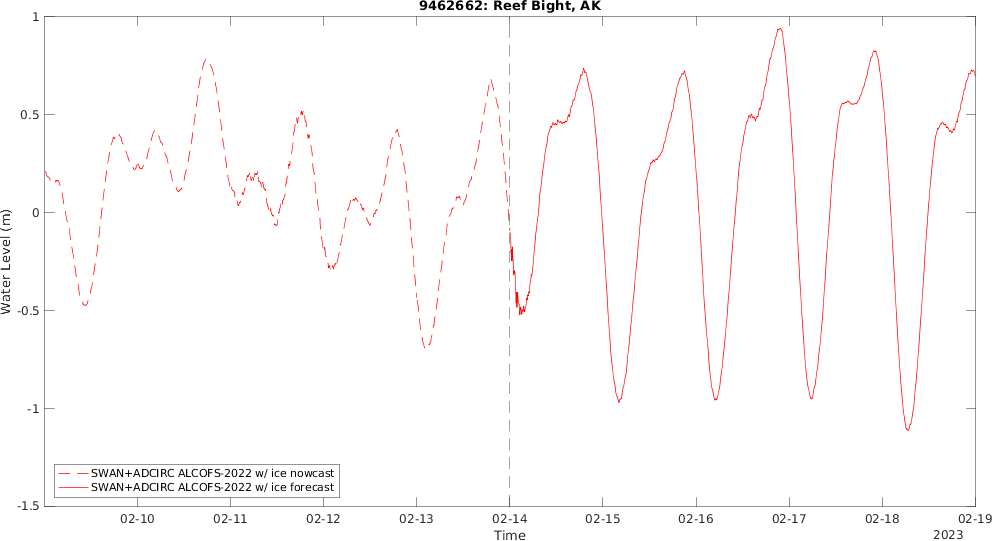 9462662: Reef Bight, AK
Water Level (m)
1
0.5
0
-0.5
-1
-1.5
SWAN+ADCIRC ALCOFS-2022 w/ ice nowcast
SWAN+ADCIRC ALCOFS-2022 w/ ice forecast
02-10 02-11 02-12 02-13 02-14 02-15 02-16 02-17 02-18 02-19
Time
2023